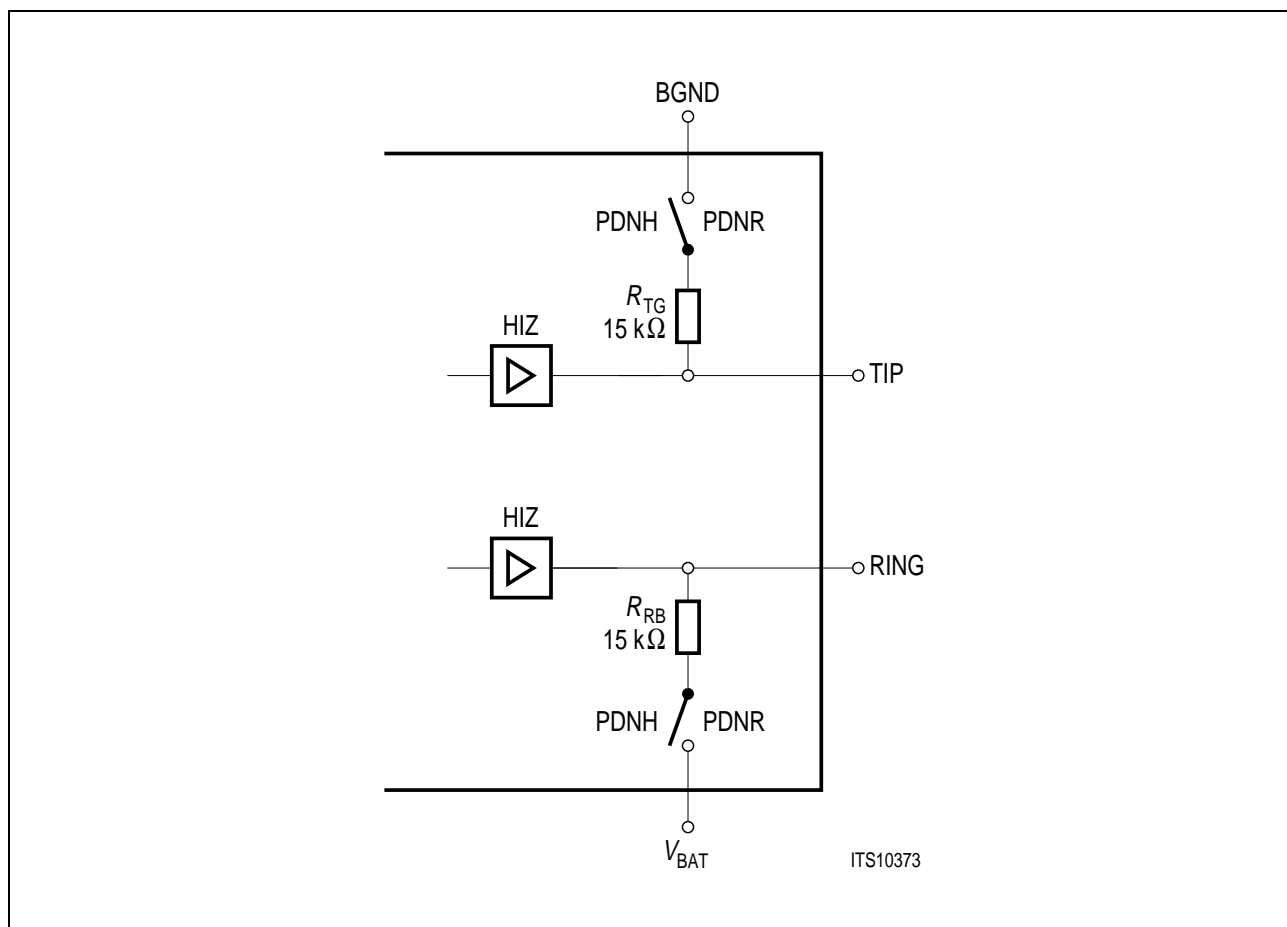 BGND
PDNH PDNR
R_TG
15 kΩ
HIZ
TIP
HIZ
RING
R_RB
15 kΩ
PDNH PDNR
V_BAT
ITS10373